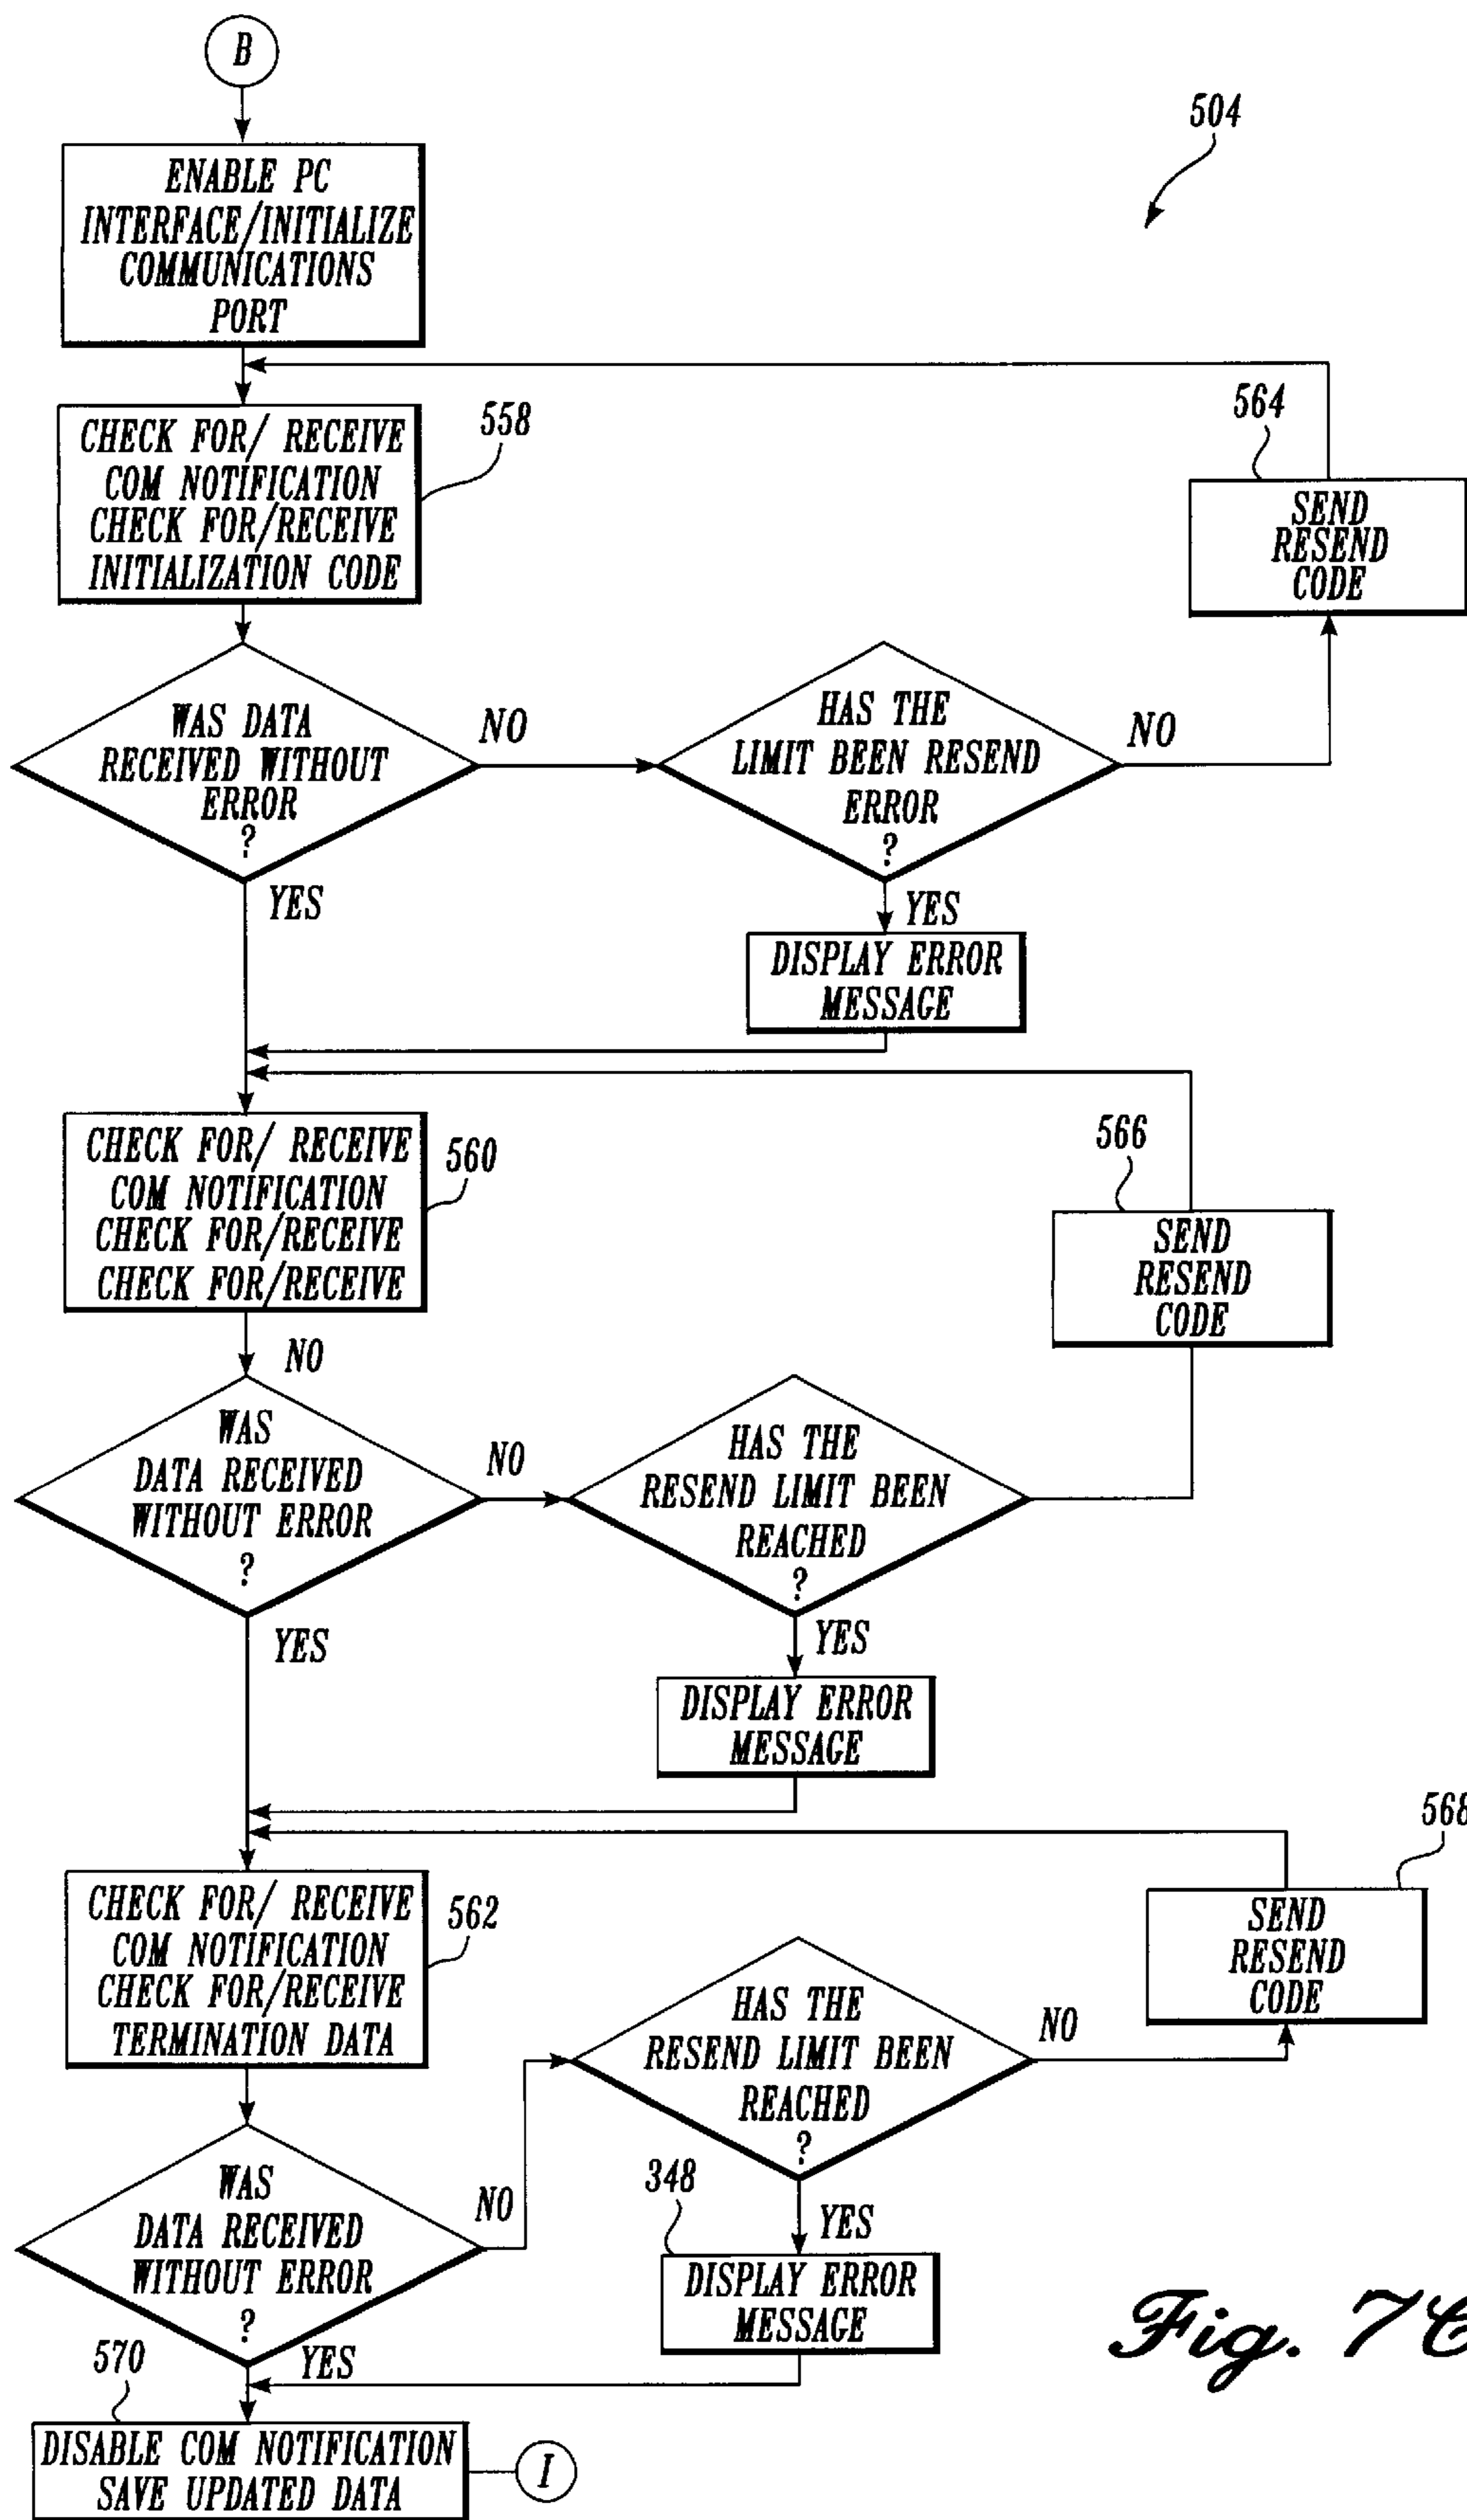 B
504
ENABLE PC
INTERFACE/INITIALIZE
COMMUNICATIONS
PORT
558
CHECK FOR/ RECEIVE
COM NOTIFICATION
CHECK FOR/RECEIVE
INITIALIZATION CODE
564
SEND
RESEND
CODE
WAS DATA
RECEIVED WITHOUT
ERROR
?
NO
HAS THE
LIMIT BEEN RESEND
ERROR
?
NO
YES
YES
DISPLAY ERROR
MESSAGE
CHECK FOR/ RECEIVE
COM NOTIFICATION
CHECK FOR/RECEIVE
CHECK FOR/RECEIVE
560
566
SEND
RESEND
CODE
NO
WAS
DATA RECEIVED
WITHOUT ERROR
?
NO
HAS THE
RESEND LIMIT BEEN
REACHED
?
YES
YES
DISPLAY ERROR
MESSAGE
568
CHECK FOR/ RECEIVE
COM NOTIFICATION
CHECK FOR/RECEIVE
TERMINATION DATA
562
SEND
RESEND
CODE
HAS THE
RESEND LIMIT BEEN
REACHED
?
NO
WAS
DATA RECEIVED
WITHOUT ERROR
?
NO
348
YES
DISPLAY ERROR
MESSAGE
570
YES
DISABLE COM NOTIFICATION
SAVE UPDATED DATA
I
Fig. 7C